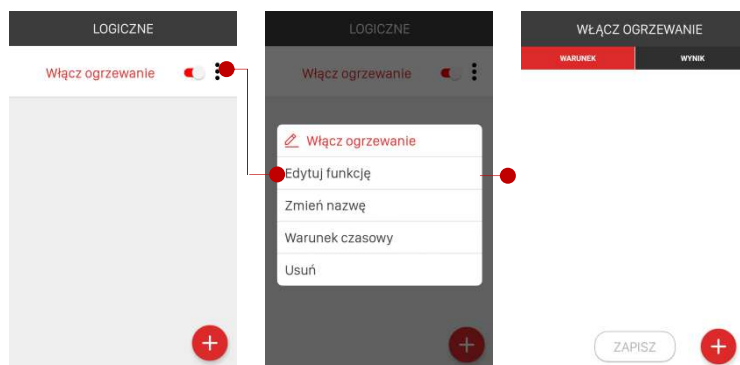 LOGICZNE
Włącz ogrzewanie
LOGICZNE
Włącz ogrzewanie
Włącz ogrzewanie
Edytuj funkcję
Zmień nazwę
Warunek czasowy
Usuń
WŁĄCZ OGRZEWANIE
WARUNEK WYNIK
ZAPISZ